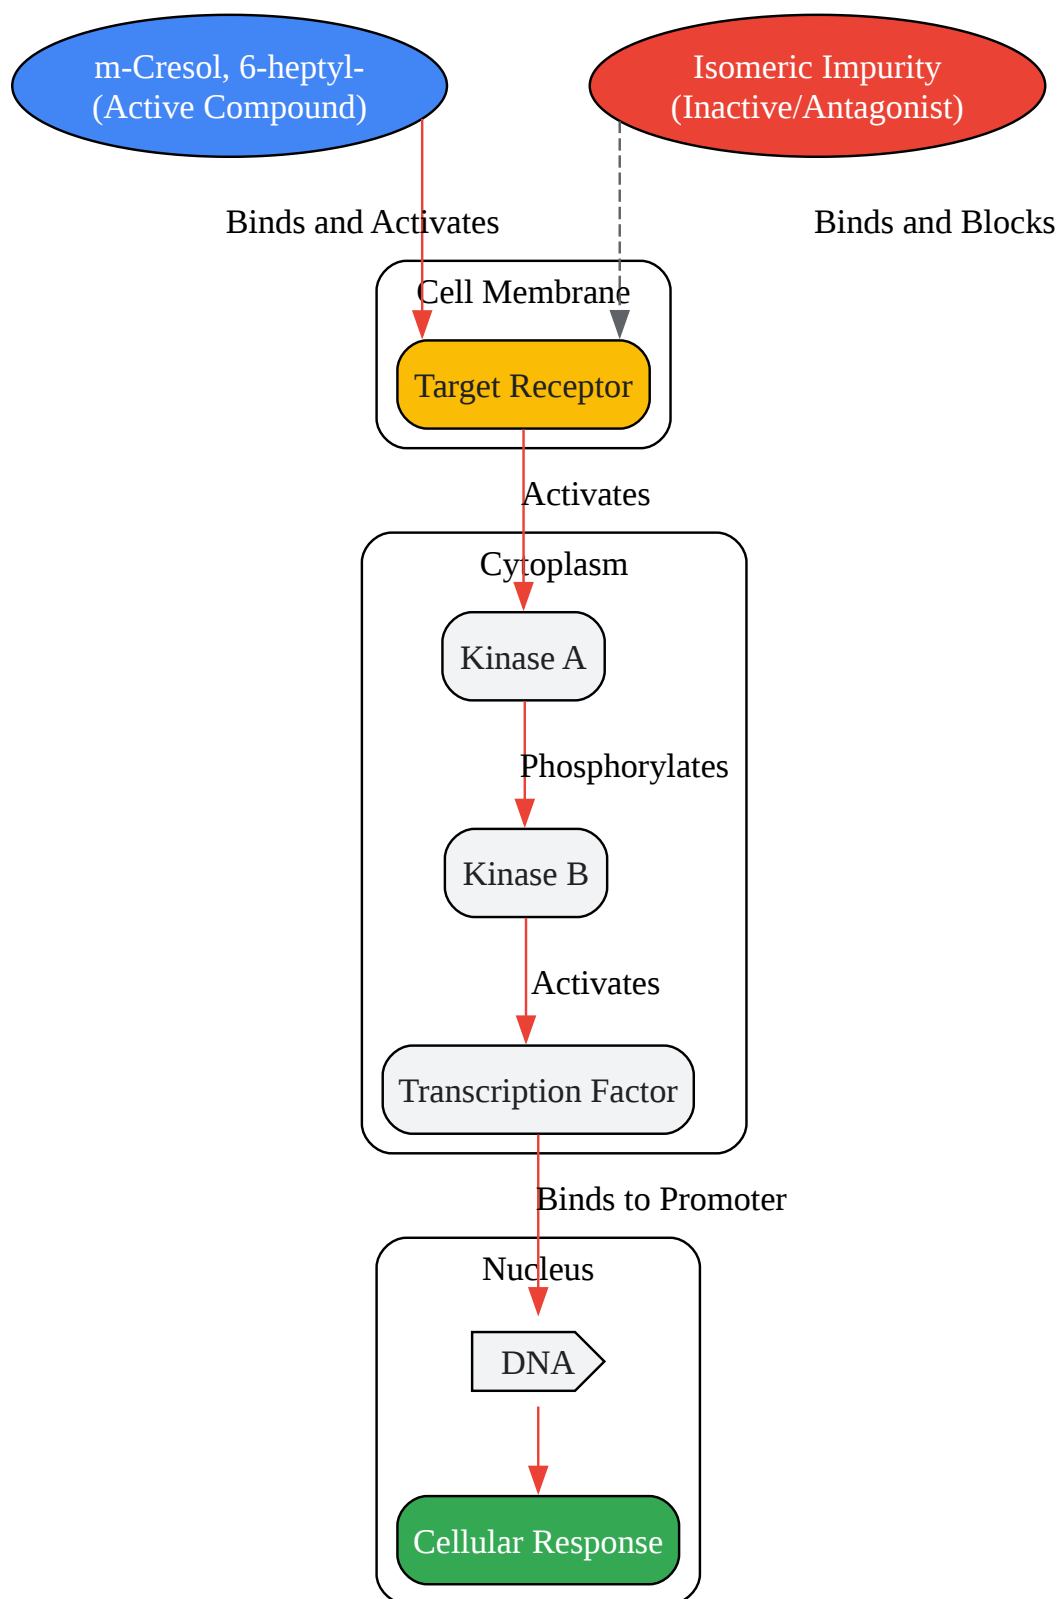 m-Cresol, 6-heptyl-
(Active Compound)
Isomeric Impurity
(Inactive/Antagonist)
Binds and Activates
Binds and Blocks
Cell Membrane
Target Receptor
Activates
Cytoplasm
Kinase A
Phosphorylates
Kinase B
Activates
Transcription Factor
Binds to Promoter
Nucleus
DNA
Cellular Response